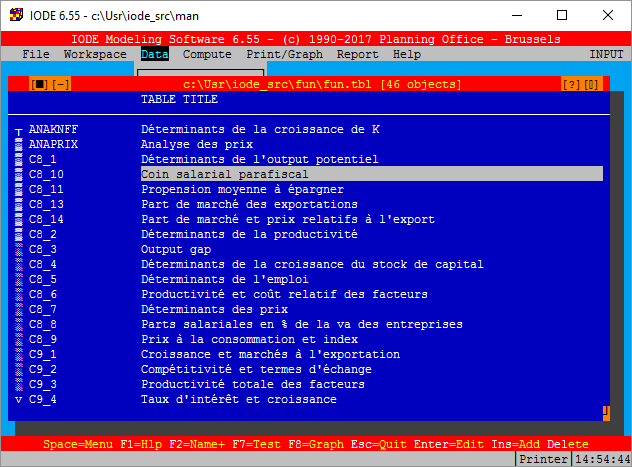 IODE 6.55 - c:\Usr\iode_src\man
IODE Modeling Software 6.55 - (c) 1990-2017 Planning Office - Brussels
File Workspace Data Compute Print/Graph Report Help INPUT
[■][-] c:\Usr\iode_src\fun\fun.tbl [46 objects] [?][▯]
TABLE TITLE
ANAKNFF Déterminants de la croissance de K
ANAPRIX Analyse des prix
C8_1 Déterminants de l'output potentiel
C8_10 Coin salarial parafiscal
C8_11 Propension moyenne à épargner
C8_13 Part de marché des exportations
C8_14 Part de marché et prix relatifs à l'export
C8_2 Déterminants de la productivité
C8_3 Output gap
C8_4 Déterminants de la croissance du stock de capital
C8_5 Déterminants de l'emploi
C8_6 Productivité et coût relatif des facteurs
C8_7 Déterminants des prix
C8_8 Parts salariales en % de la va des entreprises
C8_9 Prix à la consommation et index
C9_1 Croissance et marchés à l'exportation
C9_2 Compétitivité et termes d'échange
C9_3 Productivité totale des facteurs
C9_4 Taux d'intérêt et croissance
Space=Menu F1=Hlp F2=Name+ F7=Test F8=Graph Esc=Quit Enter=Edit Ins=Add Delete
Printer 14:54:44